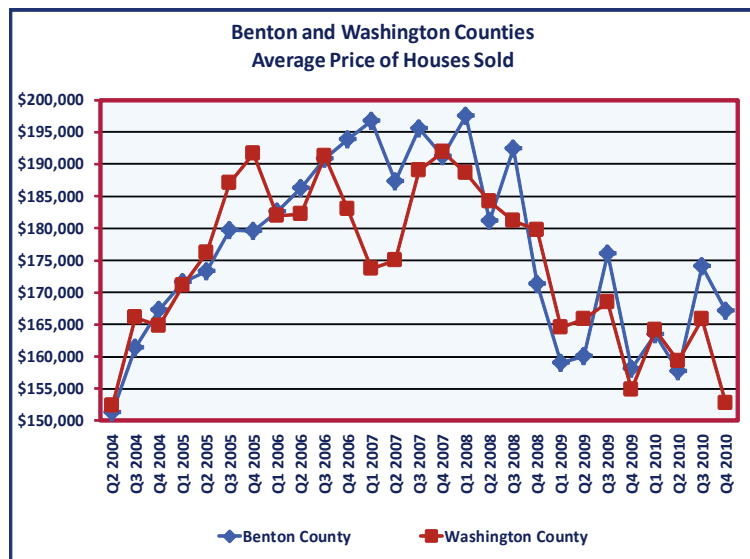 Benton and Washington Counties
Average Price of Houses Sold
$200,000
$195,000
$190,000
$185,000
$180,000
$175,000
$170,000
$165,000
$160,000
$155,000
$150,000
Q2 2004
Q3 2004
Q4 2004
Q1 2005
Q2 2005
Q3 2005
Q4 2005
Q1 2006
Q2 2006
Q3 2006
Q4 2006
Q1 2007
Q2 2007
Q3 2007
Q4 2007
Q1 2008
Q2 2008
Q3 2008
Q4 2008
Q1 2009
Q2 2009
Q3 2009
Q4 2009
Q1 2010
Q2 2010
Q3 2010
Q4 2010
Benton County
Washington County